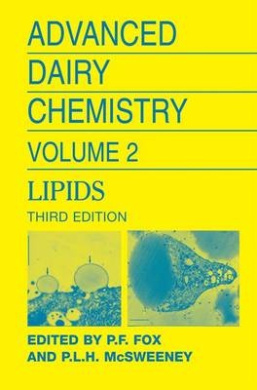 ADVANCED
DAIRY
CHEMISTRY
VOLUME 2
LIPIDS
THIRD EDITION
EDITED BY P.F. FOX
AND P.L.H. McSWEENEY